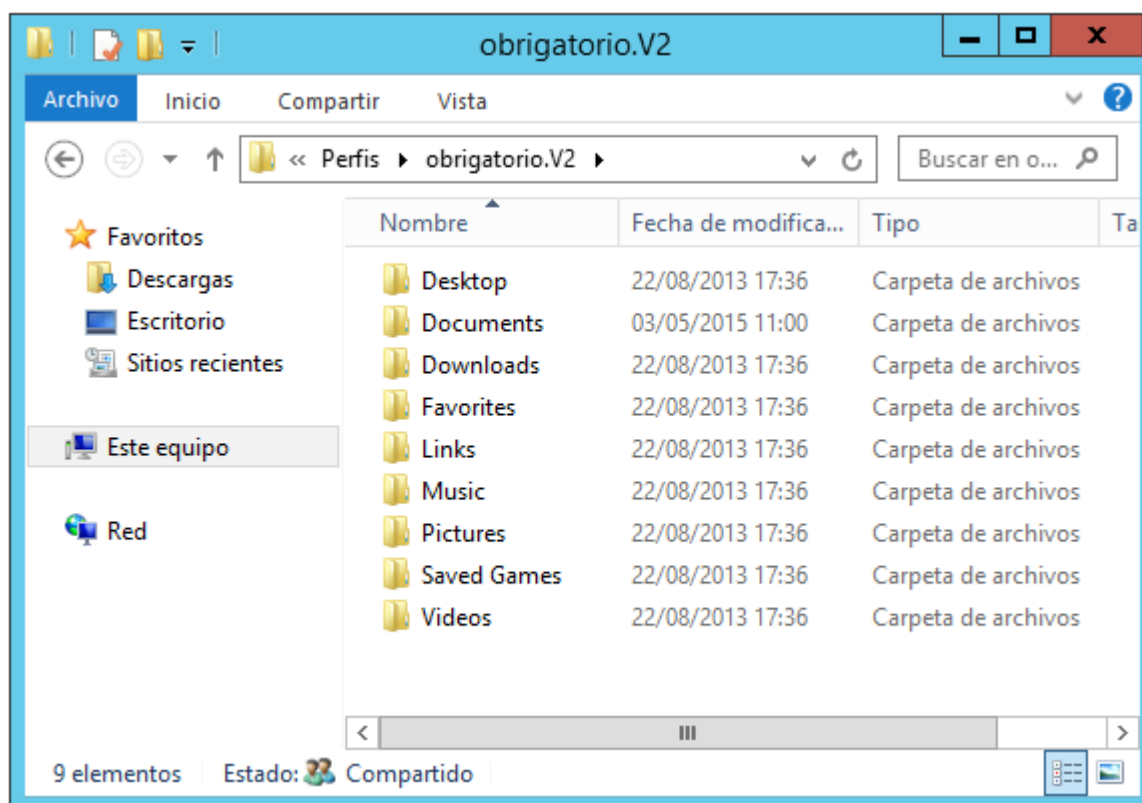 obrigatorio.V2
Archivo Inicio Compartir Vista
« Perfis obrigatorio.V2 Buscar en o...
Nombre Fecha de modifica... Tipo Ta
Favoritos
Descargas
Escritorio
Sitios recientes
Este equipo
Red
Desktop 22/08/2013 17:36 Carpeta de archivos
Documents 03/05/2015 11:00 Carpeta de archivos
Downloads 22/08/2013 17:36 Carpeta de archivos
Favorites 22/08/2013 17:36 Carpeta de archivos
Links 22/08/2013 17:36 Carpeta de archivos
Music 22/08/2013 17:36 Carpeta de archivos
Pictures 22/08/2013 17:36 Carpeta de archivos
Saved Games 22/08/2013 17:36 Carpeta de archivos
Videos 22/08/2013 17:36 Carpeta de archivos
9 elementos Estado: Compartido